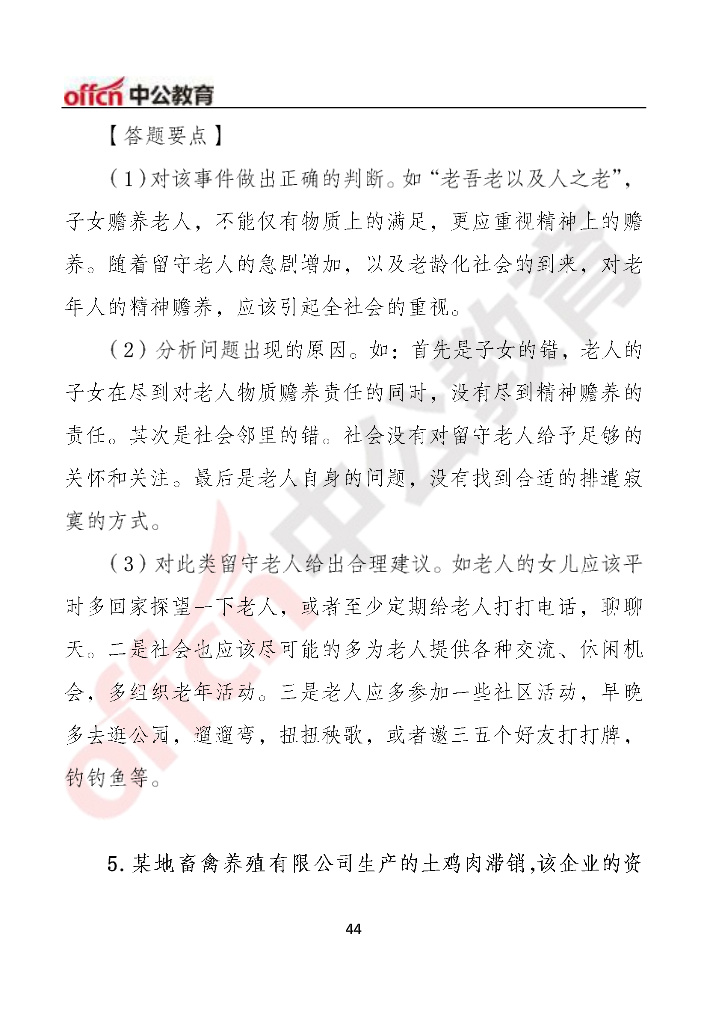 offcn 中公教育
【答题要点】
（1)对该事件做出正确的判断。如“老吾老以及人之老”，
子女赡养老人，不能仅有物质上的满足，更应重视精神上的赡
养。随着留守老人的急剧增加，以及老龄化社会的到来，对老
年人的精神赡养，应该引起全社会的重视。
（2）分析问题出现的原因。如：首先是子女的错，老人的
子女在尽到对老人物质赡养责任的同时，没有尽到精神赡养的
责任。其次是社会邻里的错。社会没有对留守老人给予足够的
关怀和关注。最后是老人自身的问题，没有找到合适的排遣寂
寞的方式。
（3）对此类留守老人给出合理建议。如老人的女儿应该平
时多回家探望一下老人，或者至少定期给老人打打电话，聊聊
天。二是社会也应该尽可能的多为老人提供各种交流、休闲机
会，多组织老年活动。三是老人应多参加一些社区活动，早晚
多去逛公园，遛遛弯，扭扭秧歌，或者邀三五个好友打打牌，
钓钓鱼等。
offcn 中公教育
5.某地畜禽养殖有限公司生产的土鸡肉滞销,该企业的资
44